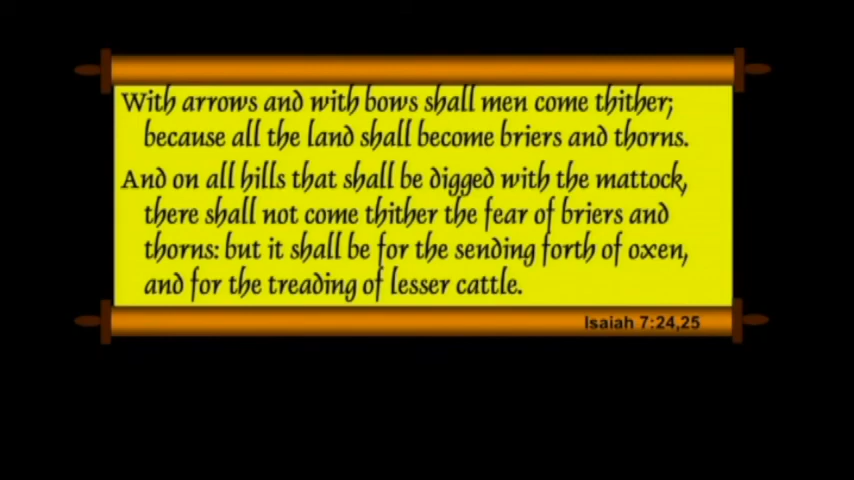 With arrows and with bows shall men come thither;
because all the land shall become briers and thorns.
And on all hills that shall be digged with the mattock,
there shall not come thither the fear of briers and
thorns: but it shall be for the sending forth of oxen,
and for the treading of lesser cattle.
Isaiah 7:24,25